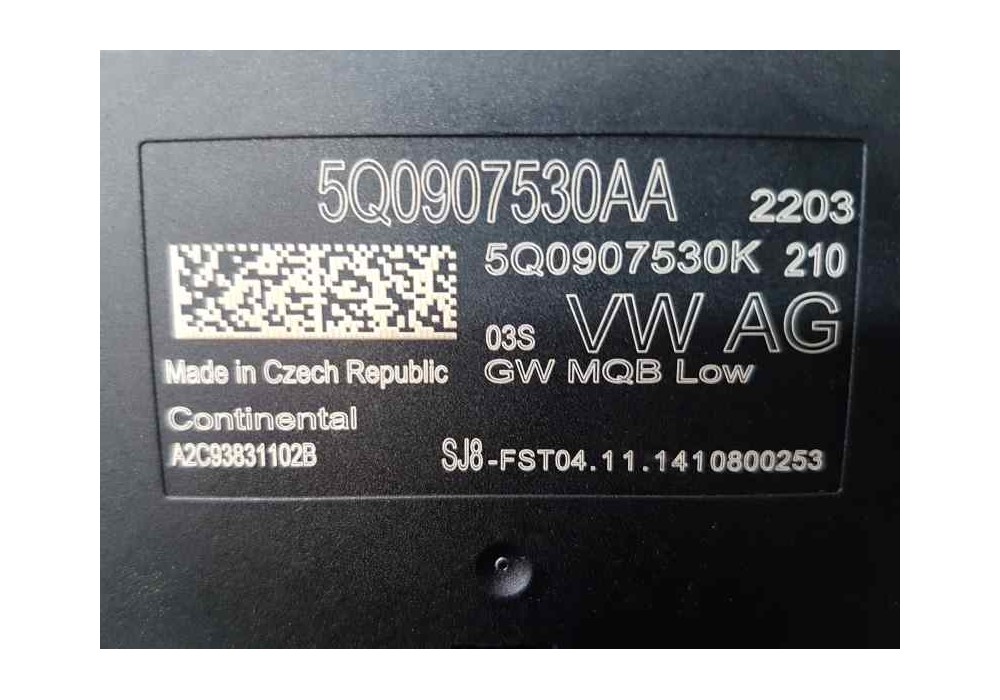 5Q0907530AA 2203
5Q0907530K 210
03S VW AG
Made in Czech Republic GW MQB Low
Continental
A2C93831102B SJ8-FST04.11.1410800253